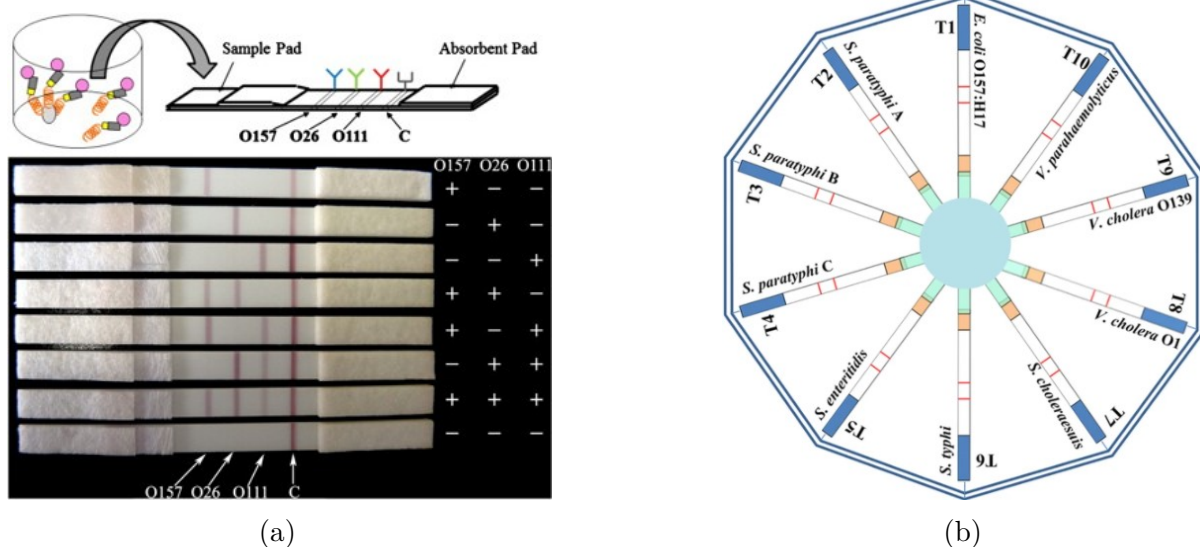 Sample Pad
Absorbent Pad
O157 O26 O111 C
O157 O26 O111
+ − −
− + −
− − +
+ + −
+ − +
− + +
+ + +
− − −
O157 O26 O111 C
(a)
T1 E. coli O157:H17
T2 S. paratyphi A
T3 S. paratyphi B
T4 S. paratyphi C
T5 S. enteritidis
T6 S. typhi
T7 S. choleraesuis
T8 V. cholera O1
T9 V. cholera O139
T10 V. parahaemolyticus
(b)